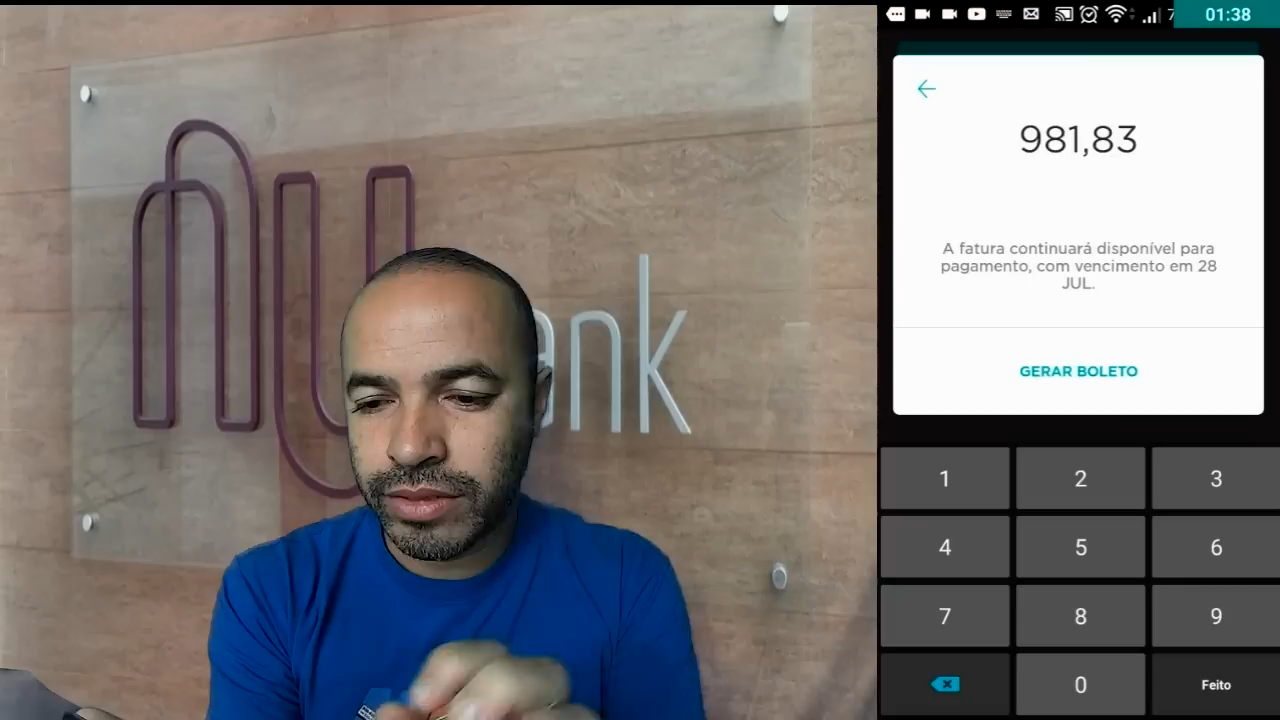 nu
ank
7
01:38
981,83
A fatura continuará disponível para
pagamento, com vencimento em 28
JUL.
GERAR BOLETO
1 2 3
4 5 6
7 8 9
0 Feito